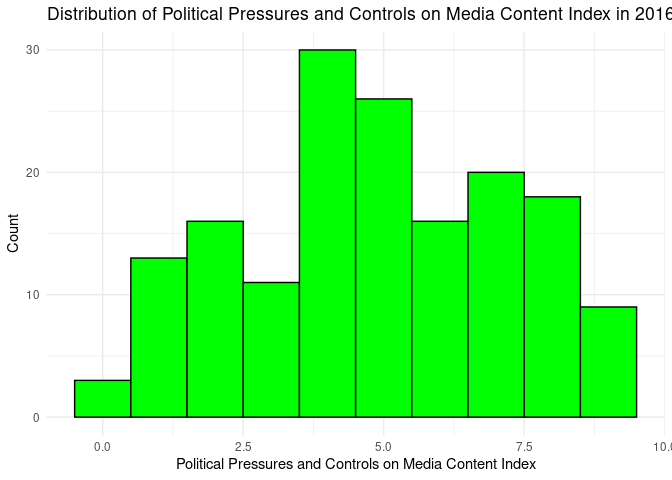 Distribution of Political Pressures and Controls on Media Content Index in 2016
30
20
10
0
Count
0.0 2.5 5.0 7.5 10.0
Political Pressures and Controls on Media Content Index